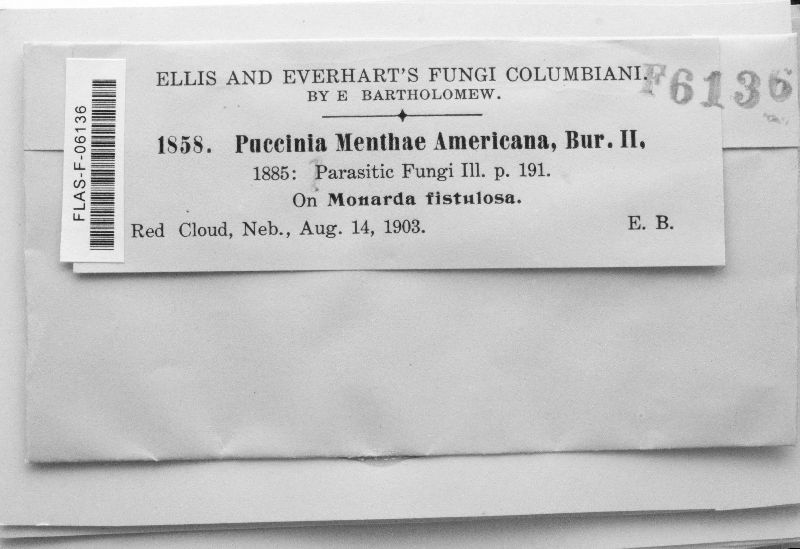 ELLIS AND EVERHART'S FUNGI COLUMBIANI.
BY E BARTHOLOMEW.
F6136
1858. Puccinia Menthae Americana, Bur. II,
1885: Parasitic Fungi Ill. p. 191.
On Monarda fistulosa.
Red Cloud, Neb., Aug. 14, 1903.
E. B.
FLAS-F-06136